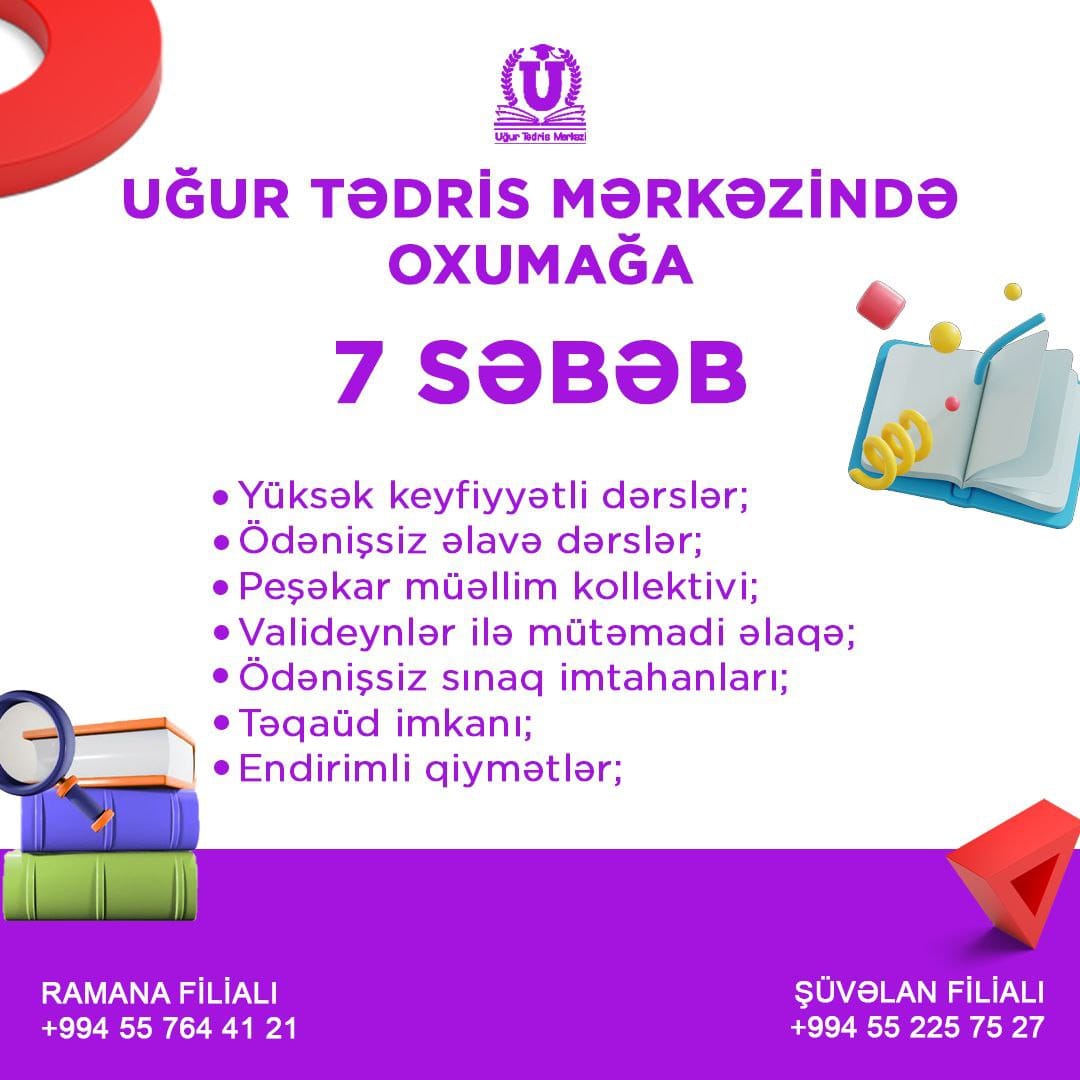 U
Uğur Tədris Mərkəzi
UĞUR TƏDRİS MƏRKƏZİNDƏ
OXUMAĞA
7 SƏBƏB
• Yüksək keyfiyyətli dərslər;
• Ödənişsiz əlavə dərslər;
• Peşəkar müəllim kollektivi;
• Valideynlər ilə mütəmadi əlaqə;
• Ödənişsiz sınaq imtahanları;
• Təqaüd imkanı;
• Endirimli qiymətlər;
RAMANA FİLİALI
+994 55 764 41 21
ŞÜVƏLAN FİLİALI
+994 55 225 75 27